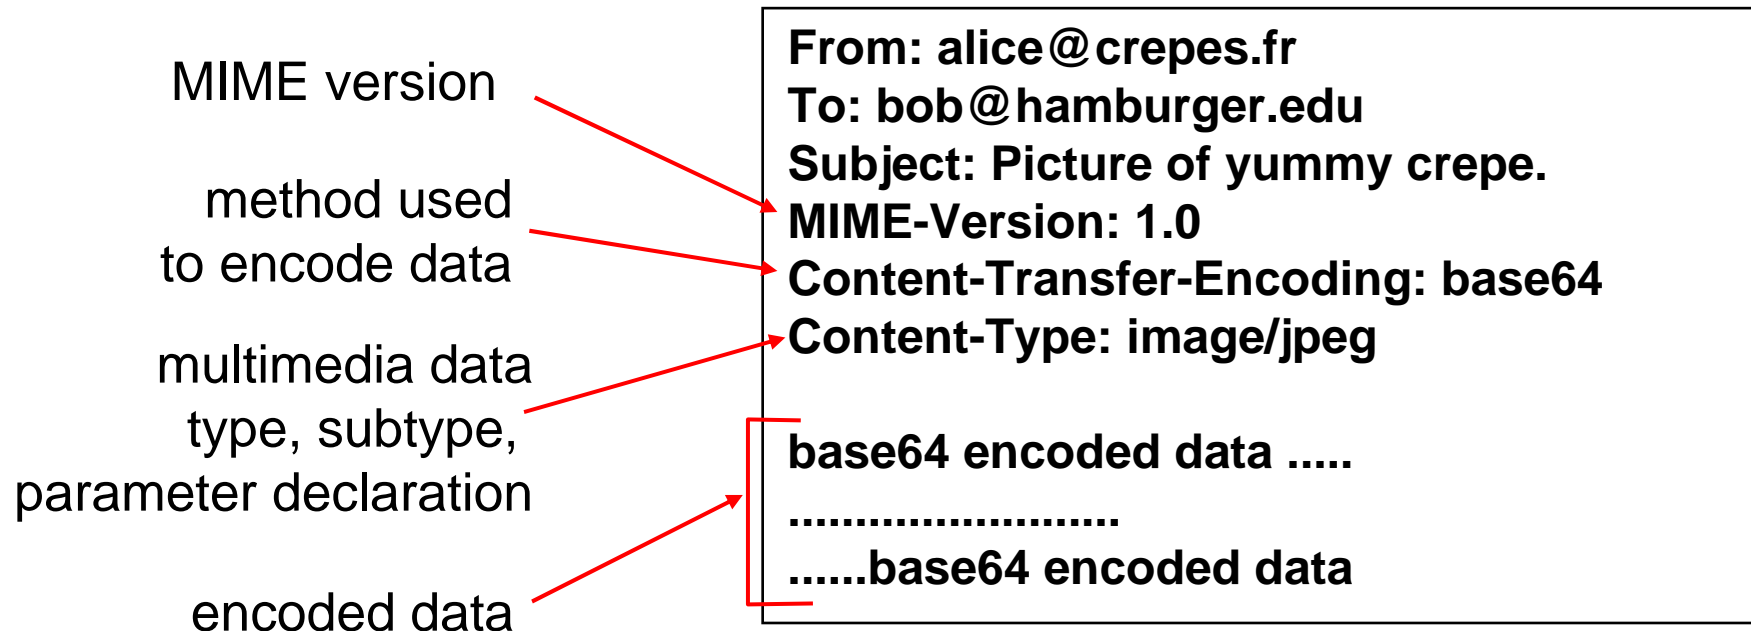 MIME version
method used
to encode data
multimedia data
type, subtype,
parameter declaration
encoded data
From: alice@crepes.fr
To: bob@hamburger.edu
Subject: Picture of yummy crepe.
MIME-Version: 1.0
Content-Transfer-Encoding: base64
Content-Type: image/jpeg
base64 encoded data .....
.........................
......base64 encoded data